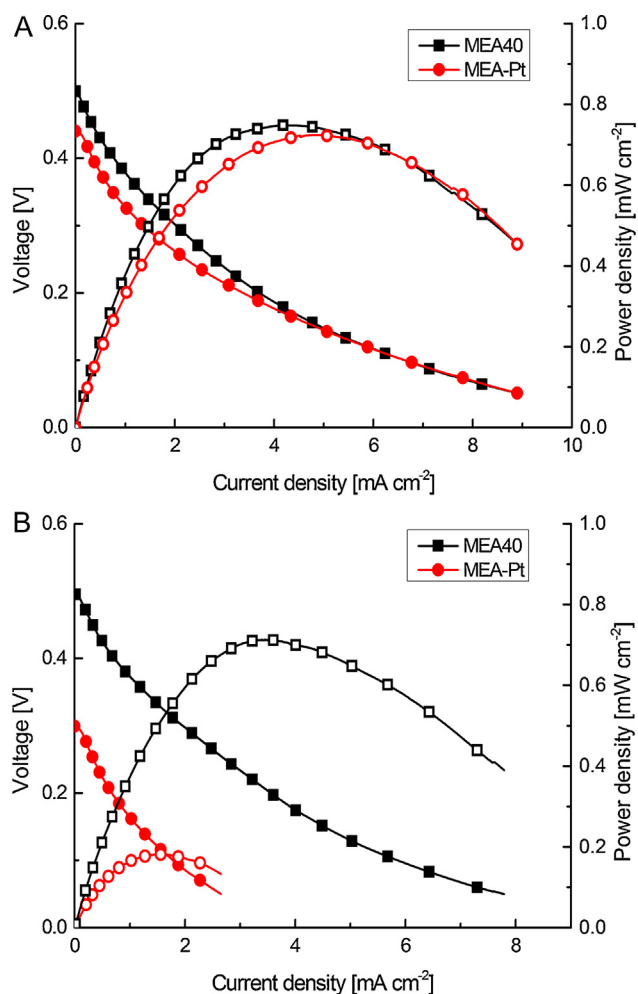 A
MEA40
MEA-Pt
Voltage [V]
0.6
0.4
0.2
0.0
Power density [mW cm-2]
1.0
0.8
0.6
0.4
0.2
0.0
0 2 4 6 8 10
Current density [mA cm-2]
B
MEA40
MEA-Pt
Voltage [V]
0.6
0.4
0.2
0.0
Power density [mW cm-2]
1.0
0.8
0.6
0.4
0.2
0.0
0 2 4 6 8
Current density [mA cm-2]